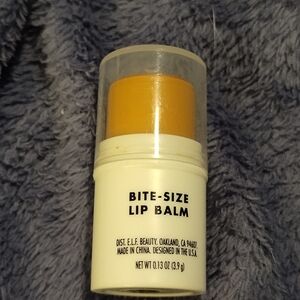 BITE-SIZE
LIP BALM
DIST. E.L.F. BEAUTY, OAKLAND, CA 94607
MADE IN CHINA. DESIGNED IN THE U.S.A.
NET WT 0.13 OZ (3.9 g)